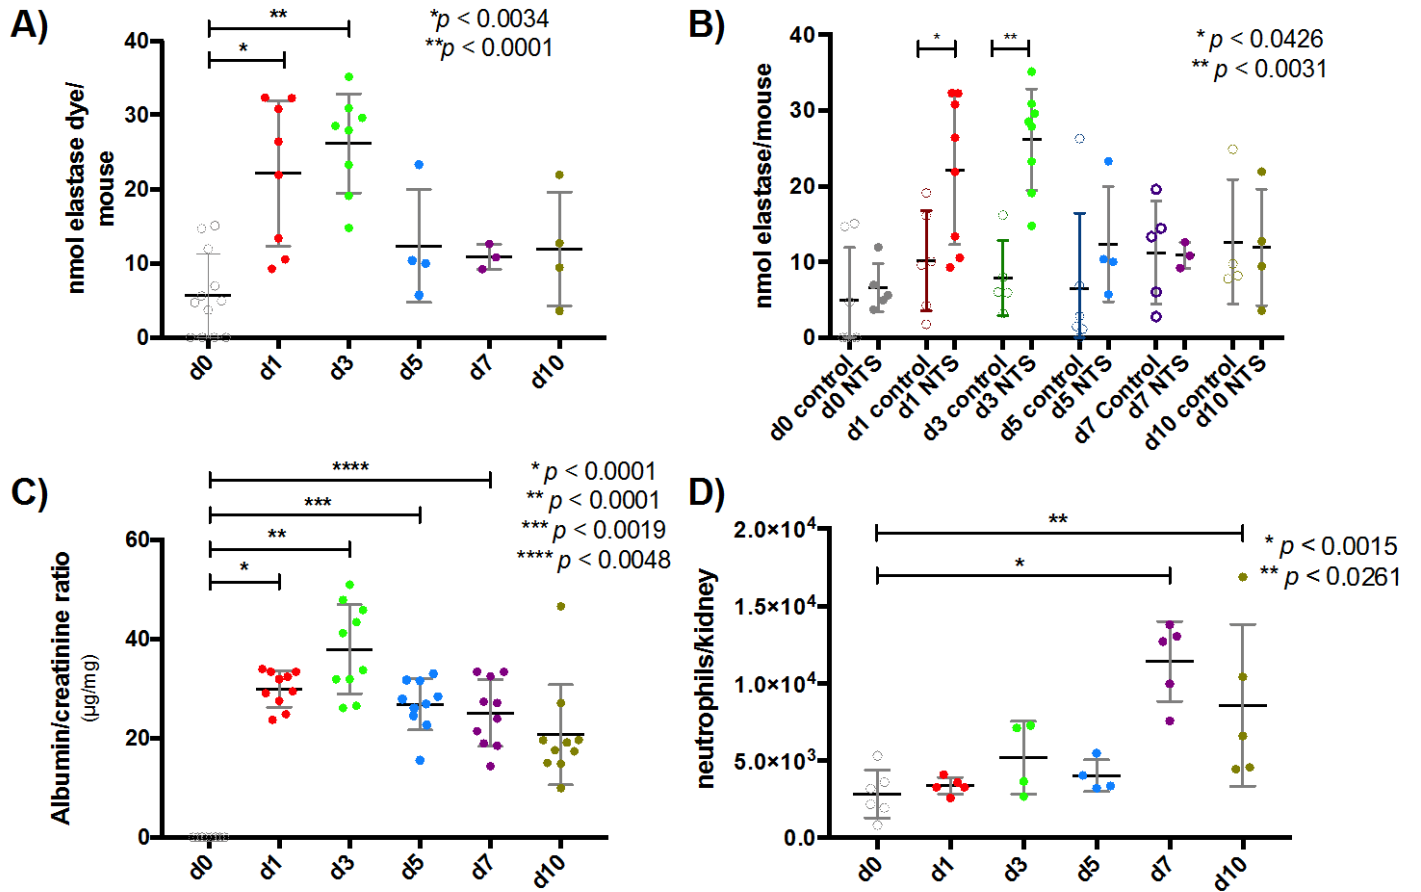 A)
**
*
*p < 0.0034
**p < 0.0001
nmol elastase dye/
mouse
40
30
20
10
0
d0 d1 d3 d5 d7 d10
B)
*
**
* p < 0.0426
** p < 0.0031
nmol elastase/mouse
40
30
20
10
0
d0 control
d0 NTS
d1 control
d1 NTS
d3 control
d3 NTS
d5 control
d5 NTS
d7 Control
d7 NTS
d10 control
d10 NTS
C)
****
***
**
*
* p < 0.0001
** p < 0.0001
*** p < 0.0019
**** p < 0.0048
Albumin/creatinine ratio
(µg/mg)
60
40
20
0
d0 d1 d3 d5 d7 d10
D)
**
*
* p < 0.0015
** p < 0.0261
neutrophils/kidney
2.0×10⁴
1.5×10⁴
1.0×10⁴
5.0×10³
0.0
d0 d1 d3 d5 d7 d10